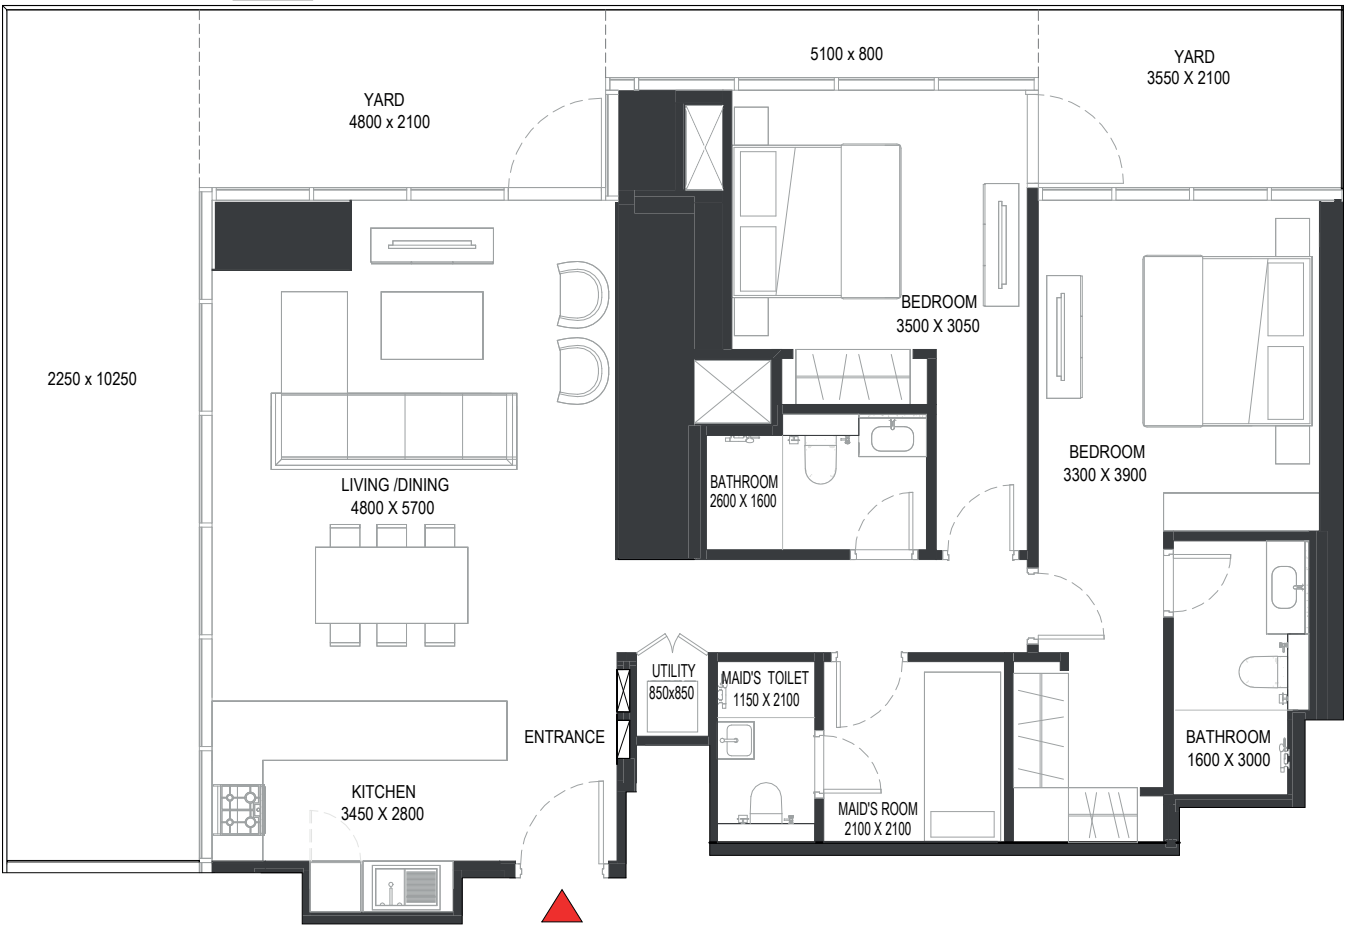 5100 x 800
YARD
3550 X 2100
YARD
4800 x 2100
BEDROOM
3500 X 3050
2250 x 10250
BEDROOM
3300 X 3900
BATHROOM
2600 X 1600
LIVING /DINING
4800 X 5700
UTILITY
850x850
MAID'S TOILET
1150 X 2100
ENTRANCE
BATHROOM
1600 X 3000
KITCHEN
3450 X 2800
MAID'S ROOM
2100 X 2100